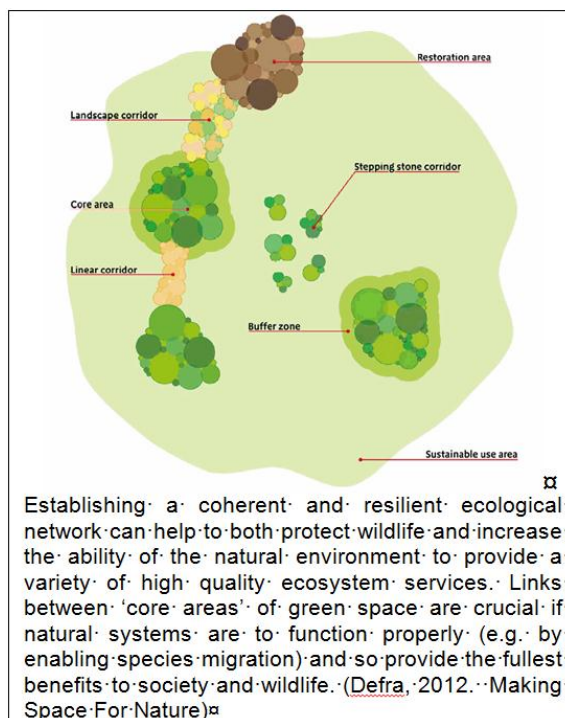 Restoration area
Landscape corridor
Stepping stone corridor
Core area
Linear corridor
Buffer zone
Sustainable use area
¤
Establishing· a· coherent· and· resilient· ecological·
network·can·help·to·both·protect·wildlife·and·increase·
the· ability· of· the· natural· environment· to· provide· a·
variety· of· high· quality· ecosystem· services.· Links·
between· ‘core· areas’· of· green· space· are· crucial· if·
natural· systems· are· to· function· properly· (e.g.· by·
enabling·species·migration)·and·so·provide·the·fullest·
benefits·to·society·and·wildlife.·(Defra,·2012.··Making·
Space·For·Nature)¤